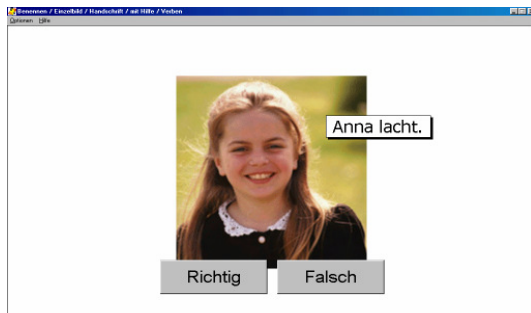 Benennen / Einzelbild / Handschrift / mit Hilfe / Verben
Optionen Hilfe
Anna lacht.
Richtig Falsch